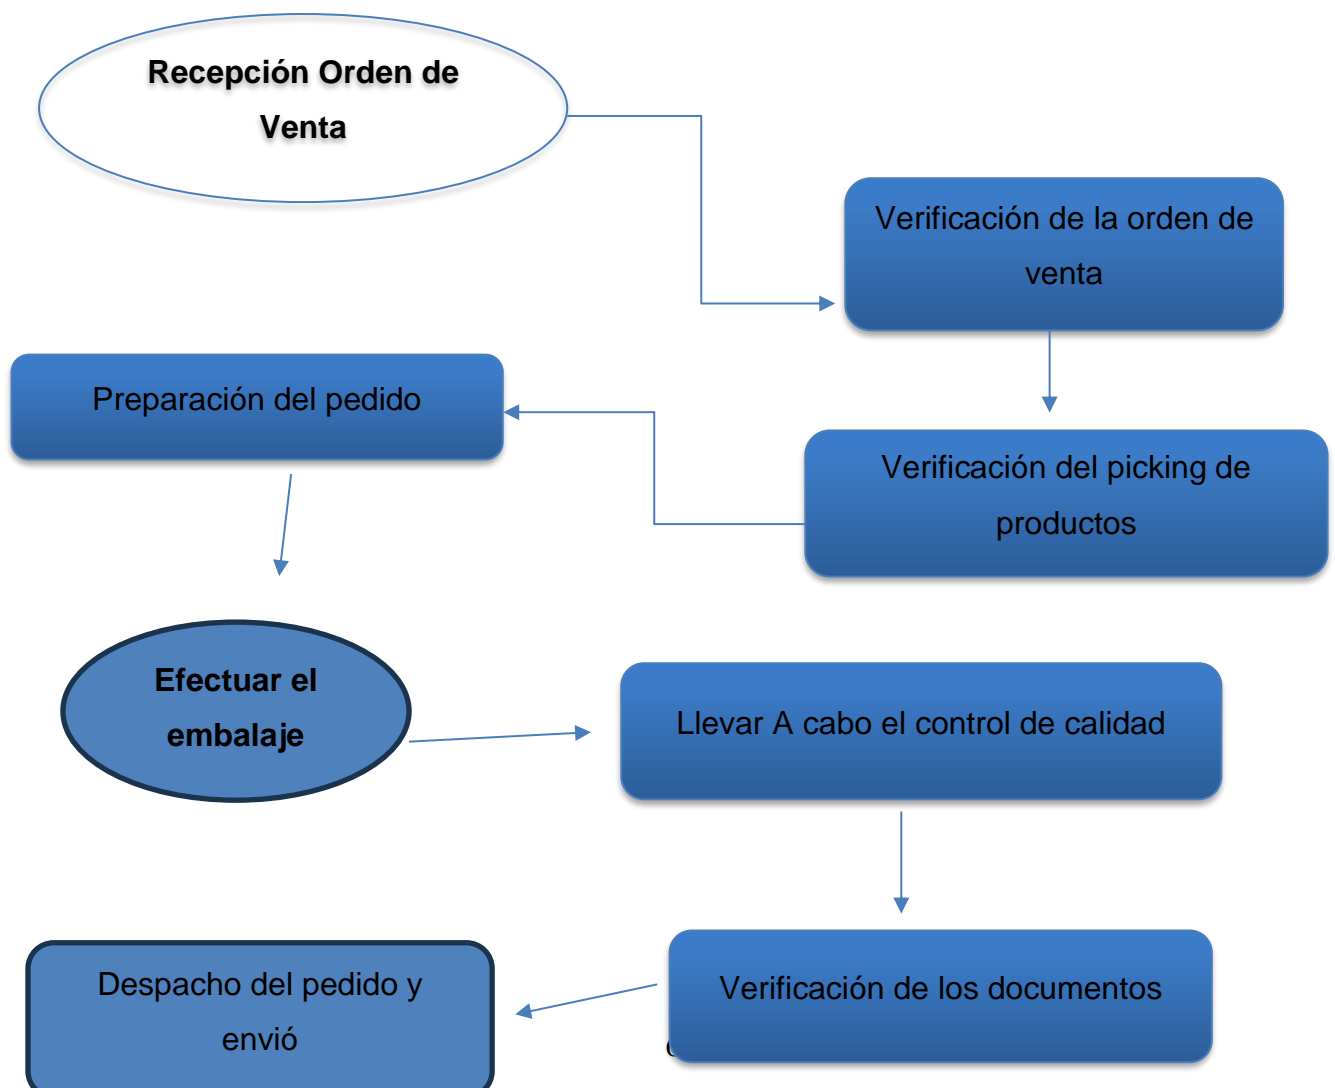 Recepción Orden de
Venta
Verificación de la orden de
venta
Preparación del pedido
Verificación del picking de
productos
Efectuar el
embalaje
Llevar A cabo el control de calidad
Verificación de los documentos
Despacho del pedido y
envió